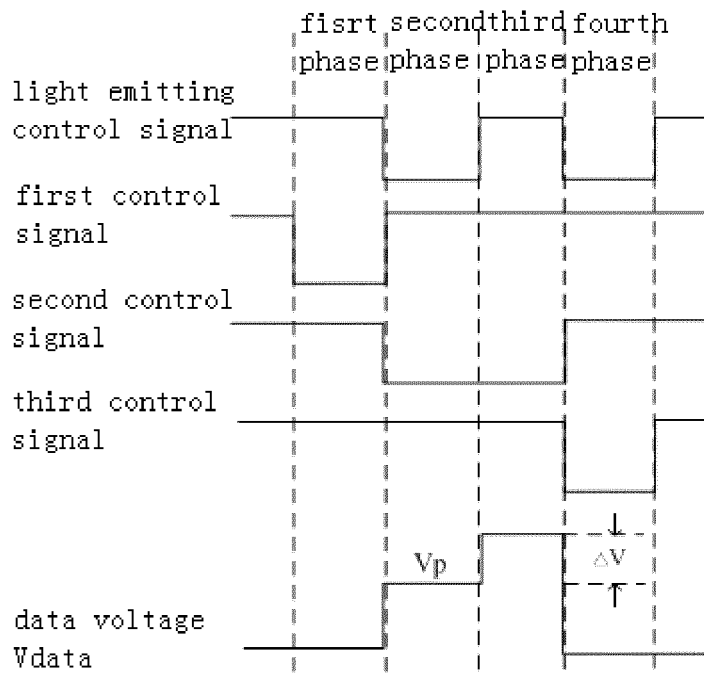 fisrt second third fourth
phase phase phase phase
light emitting
control signal
first control
signal
second control
signal
third control
signal
Vp
△V
data voltage
Vdata